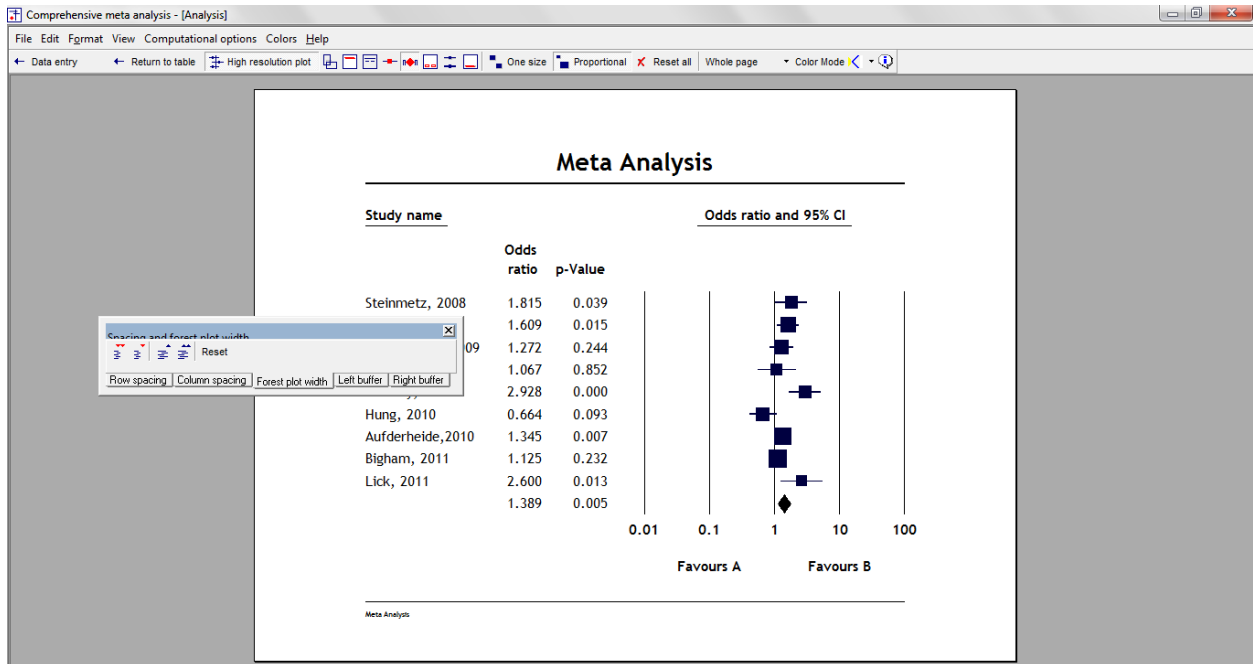 Comprehensive meta analysis - [Analysis]
File Edit Format View Computational options Colors Help
Data entry Return to table High resolution plot One size Proportional Reset all Whole page Color Mode
Meta Analysis
Study name Odds ratio and 95% CI
Odds
ratio p-Value
Steinmetz, 2008 1.815 0.039
1.609 0.015
Spacing and forest plot width
09 1.272 0.244
Reset
1.067 0.852
Row spacing Column spacing Forest plot width Left buffer Right buffer
2.928 0.000
Hung, 2010 0.664 0.093
Aufderheide,2010 1.345 0.007
Bigham, 2011 1.125 0.232
Lick, 2011 2.600 0.013
1.389 0.005
0.01 0.1 1 10 100
Favours A Favours B
Meta Analysis